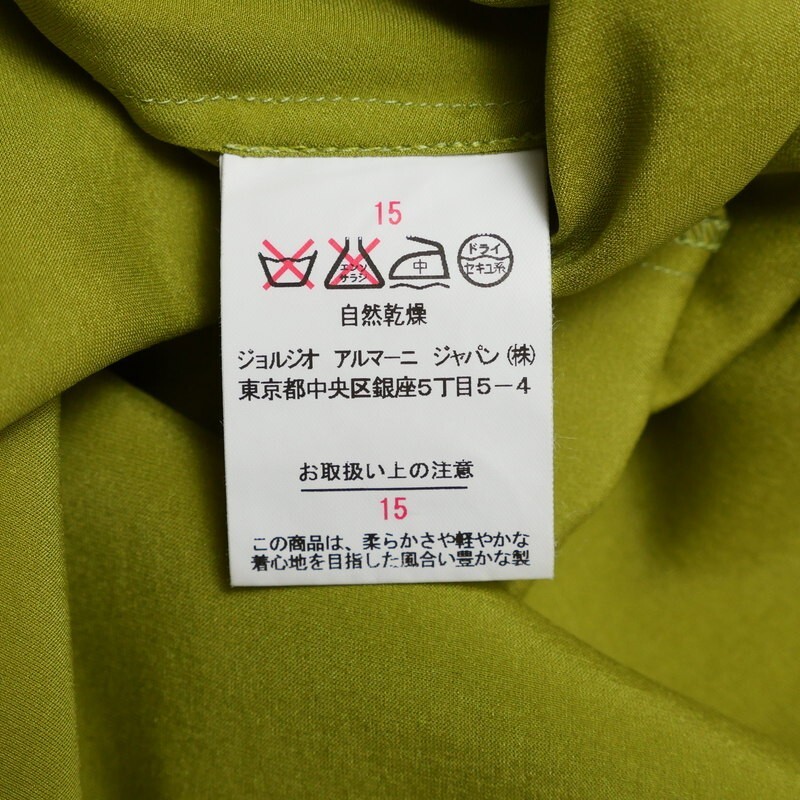 15
エンソ
サラシ
中
ドライ
セキユ系
自然乾燥
ジョルジオ アルマーニ ジャパン(株)
東京都中央区銀座5丁目5-4
お取扱い上の注意
15
この商品は、柔らかさや軽やかな
着心地を目指した風合い豊かな製